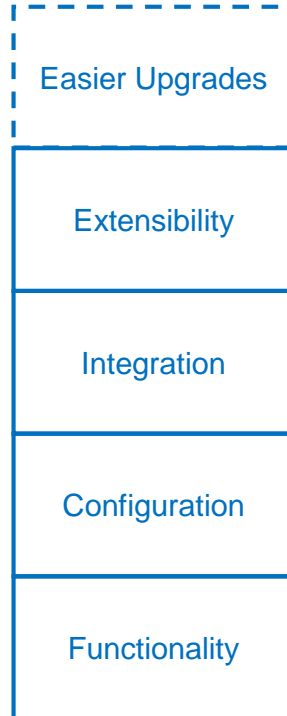 Easier Upgrades
Extensibility
Integration
Configuration
Functionality